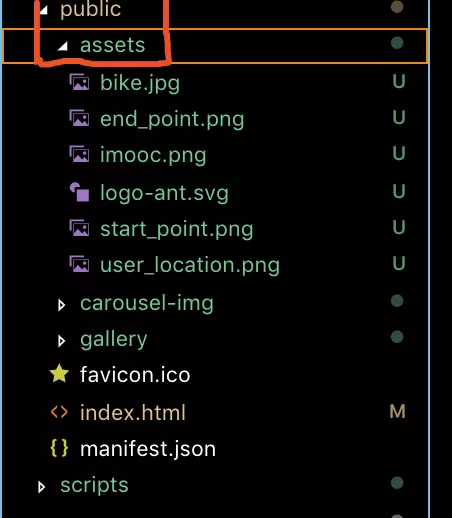 public
assets
bike.jpg U
end_point.png U
imooc.png U
logo-ant.svg U
start_point.png U
user_location.png U
carousel-img
gallery
favicon.ico
index.html M
manifest.json
scripts